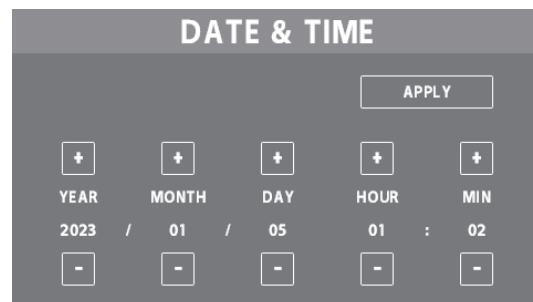 DATE & TIME
APPLY
+ + + + +
YEAR MONTH DAY HOUR MIN
2023 / 01 / 05 01 : 02
- - - - -